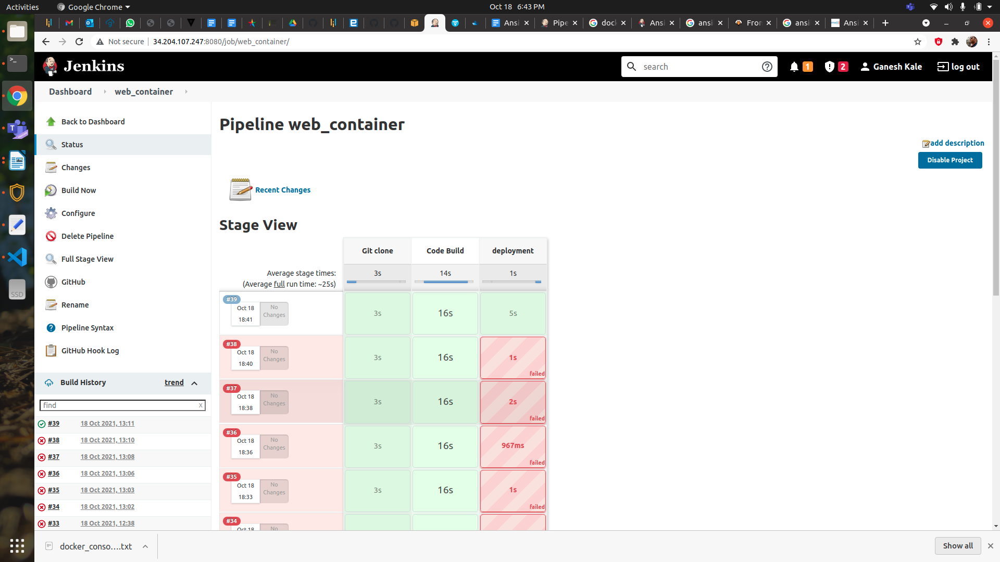 Activities
Google Chrome
Oct 18 6:43 PM
Ansi
Pipe
dock
Ansi
ansi
Fron
ansi
Ansi
Not secure
34.204.107.247:8080/job/web_container/
Jenkins
search
1
2
Ganesh Kale
log out
Dashboard
web_container
Back to Dashboard
Status
Changes
Build Now
Configure
Delete Pipeline
Full Stage View
GitHub
Rename
Pipeline Syntax
GitHub Hook Log
Build History
trend
find
x
#39 18 Oct 2021, 13:11
#38 18 Oct 2021, 13:10
#37 18 Oct 2021, 13:08
#36 18 Oct 2021, 13:06
#35 18 Oct 2021, 13:03
#34 18 Oct 2021, 13:02
#33 18 Oct 2021, 12:38
Pipeline web_container
add description
Disable Project
Recent Changes
Stage View
Git clone Code Build deployment
Average stage times: 3s 14s 1s
(Average full run time: ~25s)
#39
Oct 18
18:41
No
Changes
3s 16s 5s
#38
Oct 18
18:40
No
Changes
3s 16s 1s
failed
#37
Oct 18
18:38
No
Changes
3s 16s 2s
failed
#36
Oct 18
18:36
No
Changes
3s 16s 967ms
failed
#35
Oct 18
18:33
No
Changes
3s 16s 1s
failed
#34
Oct 18
No
SSD
docker_conso....txt
Show all